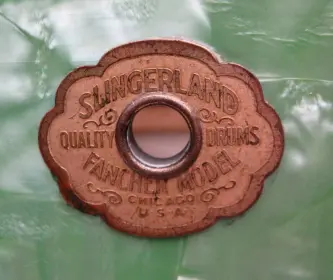 SLINGERLAND
QUALITY DRUMS
FANCHER MODEL
CHICAGO
U.S.A